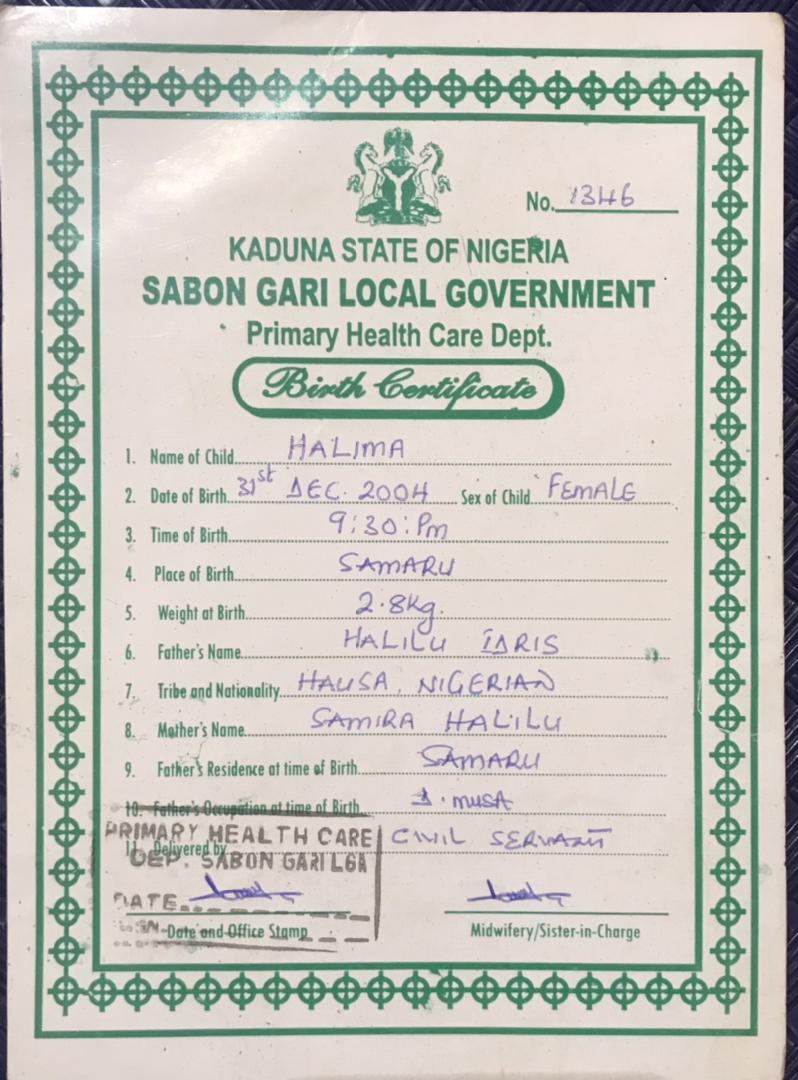 No. 1346
KADUNA STATE OF NIGERIA
SABON GARI LOCAL GOVERNMENT
Primary Health Care Dept.
Birth Certificate
1. Name of Child HALIMA
2. Date of Birth 31st DEC. 2004 Sex of Child FEMALE
3. Time of Birth 9:30:Pm
4. Place of Birth SAMARU
5. Weight at Birth 2.8kg.
6. Father's Name HALILU IDRIS
7. Tribe and Nationality HAUSA, NIGERIAN
8. Mother's Name SAMIRA HALILU
9. Father's Residence at time of Birth SAMARU
10. Father's Occupation at time of Birth MUSA
PRIMARY HEALTH CARE
11. Delivered by CIVIL SERVANT
DEP. SABON GARI LGA
DATE
Date and Office Stamp Midwifery/Sister-in-Charge